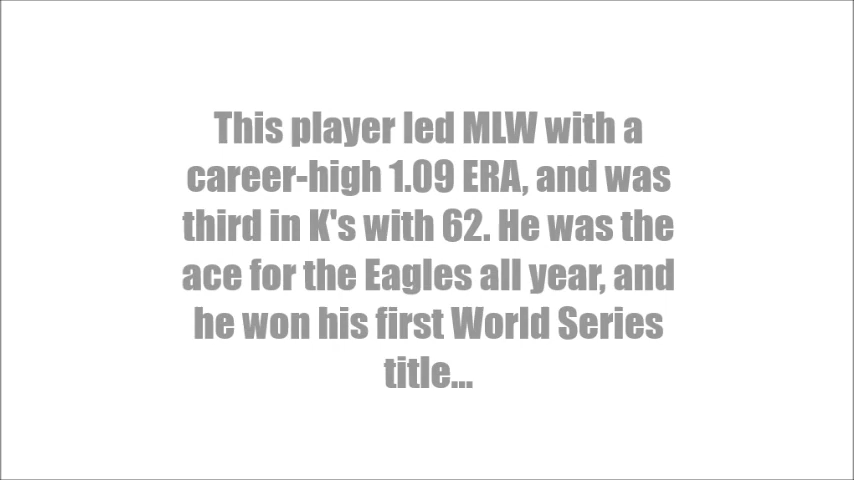 This player led MLW with a
career-high 1.09 ERA, and was
third in K's with 62. He was the
ace for the Eagles all year, and
he won his first World Series
title...